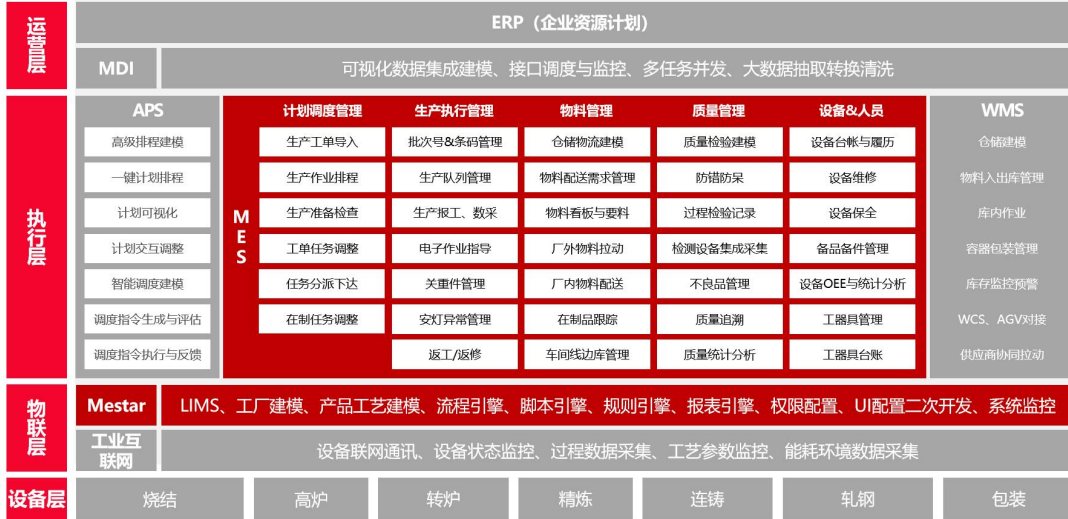 运营层
ERP（企业资源计划）
MDI
可视化数据集成建模、接口调度与监控、多任务并发、大数据抽取转换清洗
执行层
APS
高级排程建模
一键计划排程
计划可视化
计划交互调整
智能调度建模
调度指令生成与评估
调度指令执行与反馈
MES
计划调度管理
生产工单导入
生产作业排程
生产准备检查
工单任务调整
任务分派下达
在制任务调整
生产执行管理
批次号&条码管理
生产队列管理
生产报工、数采
电子作业指导
关重件管理
安灯异常管理
返工/返修
物料管理
仓储物流建模
物料配送需求管理
物料看板与要料
厂外物料拉动
厂内物料配送
在制品跟踪
车间线边库管理
质量管理
质量检验建模
防错防呆
过程检验记录
检测设备集成采集
不良品管理
质量追溯
质量统计分析
设备&人员
设备台帐与履历
设备维修
设备保全
备品备件管理
设备OEE与统计分析
工器具管理
工器具台账
WMS
仓储建模
物料入出库管理
库内作业
容器包装管理
库存监控预警
WCS、AGV对接
供应商协同拉动
物联层
Mestar
LIMS、工厂建模、产品工艺建模、流程引擎、脚本引擎、规则引擎、报表引擎、权限配置、UI配置二次开发、系统监控
工业互
联网
设备联网通讯、设备状态监控、过程数据采集、工艺参数监控、能耗环境数据采集
设备层
烧结
高炉
转炉
精炼
连铸
轧钢
包装